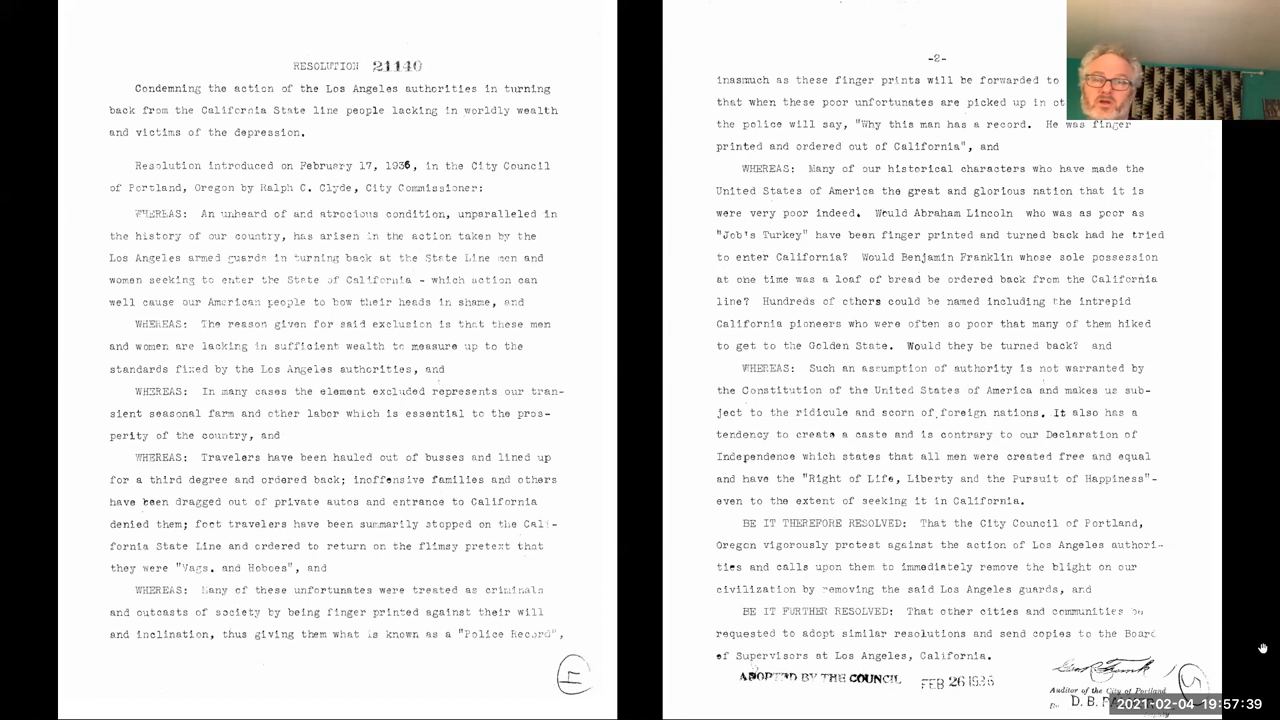 RESOLUTION 21140
Condemning the action of the Los Angeles authorities in turning
back from the California State line people lacking in worldly wealth
and victims of the depression.
Resolution introduced on February 17, 1936, in the City Council
of Portland, Oregon by Ralph C. Clyde, City Commissioner:
WHEREAS: An unheard of and atrocious condition, unparalleled in
the history of our country, has arisen in the action taken by the
Los Angeles armed guards in turning back at the State Line men and
women seeking to enter the State of California - which action can
well cause our American people to bow their heads in shame, and
WHEREAS: The reason given for said exclusion is that these men
and women are lacking in sufficient wealth to measure up to the
standards fixed by the Los Angeles authorities, and
WHEREAS: In many cases the element excluded represents our tran-
sient seasonal farm and other labor which is essential to the pros-
perity of the country, and
WHEREAS: Travelers have been hauled out of busses and lined up
for a third degree and ordered back; inoffensive families and others
have been dragged out of private autos and entrance to California
denied them; foot travelers have been summarily stopped on the Cali-
fornia State Line and ordered to return on the flimsy pretext that
they were "Vags. and Hoboes", and
WHEREAS: Many of these unfortunates were treated as criminals
and outcasts of society by being finger printed against their will
and inclination, thus giving them what is known as a "Police Record",
-2-
inasmuch as these finger prints will be forwarded to
that when these poor unfortunates are picked up in
the police will say, "Why this man has a record. He was finger
printed and ordered out of California", and
WHEREAS: Many of our historical characters who have made the
United States of America the great and glorious nation that it is
were very poor indeed. Would Abraham Lincoln who was as poor as
"Job's Turkey" have been finger printed and turned back had he tried
to enter California? Would Benjamin Franklin whose sole possession
at one time was a loaf of bread be ordered back from the California
line? Hundreds of others could be named including the intrepid
California pioneers who were often so poor that many of them hiked
to get to the Golden State. Would they be turned back? and
WHEREAS: Such an assumption of authority is not warranted by
the Constitution of the United States of America and makes us sub-
ject to the ridicule and scorn of foreign nations. It also has a
tendency to create a caste and is contrary to our Declaration of
Independence which states that all men were created free and equal
and have the "Right of Life, Liberty and the Pursuit of Happiness"-
even to the extent of seeking it in California.
BE IT THEREFORE RESOLVED: That the City Council of Portland,
Oregon vigorously protest against the action of Los Angeles authori-
ties and calls upon them to immediately remove the blight on our
civilization by removing the said Los Angeles guards, and
BE IT FURTHER RESOLVED: That other cities and communities be
requested to adopt similar resolutions and send copies to the Board
of Supervisors at Los Angeles, California.
ADOPTED BY THE COUNCIL FEB 26 1936
Auditor of the City of Portland
D. B.
2021-02-04 19:57:39